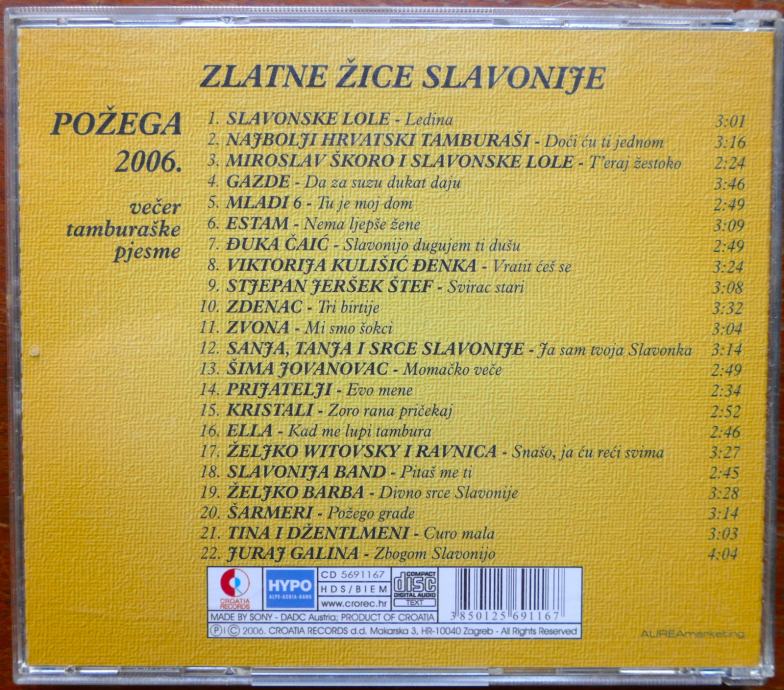 ZLATNE ŽICE SLAVONIJE
POŽEGA
2006.
večer
tamburaške
pjesme
1. SLAVONSKE LOLE - Ledina 3:01
2. NAJBOLJI HRVATSKI TAMBURAŠI - Doći ću ti jednom 3:16
3. MIROSLAV ŠKORO I SLAVONSKE LOLE - T'eraj žestoko 2:24
4. GAZDE - Da za suzu dukat daju 3:46
5. MLADI 6 - Tu je moj dom 2:49
6. ESTAM - Nema ljepše žene 3:09
7. ĐUKA ČAIĆ - Slavonijo dugujem ti dušu 2:49
8. VIKTORIJA KULIŠIĆ ĐENKA - Vratit ćeš se 3:24
9. STJEPAN JERŠEK ŠTEF - Svirac stari 3:08
10. ZDENAC - Tri birtije 3:32
11. ZVONA - Mi smo šokci 3:04
12. SANJA, TANJA I SRCE SLAVONIJE - Ja sam tvoja Slavonka 3:14
13. ŠIMA JOVANOVAC - Momačko veče 2:49
14. PRIJATELJI - Evo mene 2:34
15. KRISTALI - Zoro rana pričekaj 2:52
16. ELLA - Kad me lupi tambura 2:46
17. ŽELJKO WITOVSKY I RAVNICA - Snašo, ja ću reći svima 3:27
18. SLAVONIJA BAND - Pitaš me ti 2:45
19. ŽELJKO BARBA - Divno srce Slavonije 3:28
20. ŠARMERI - Požego grade 3:14
21. TINA I DŽENTLMENI - Curo mala 3:03
22. JURAJ GALINA - Zbogom Slavonijo 4:04
CROATIA
RECORDS
HYPO
ALPE-ADRIA-BANK
CD 5691167
HDS/BIEM
www.crorec.hr
COMPACT
disc
DIGITAL AUDIO
TEXT
3 850125 691167
MADE BY SONY - DADC Austria; PRODUCT OF CROATIA
℗ © 2006. CROATIA RECORDS d.d. Makarska 3, HR-10040 Zagreb - All Rights Reserved
AUREAmarketing